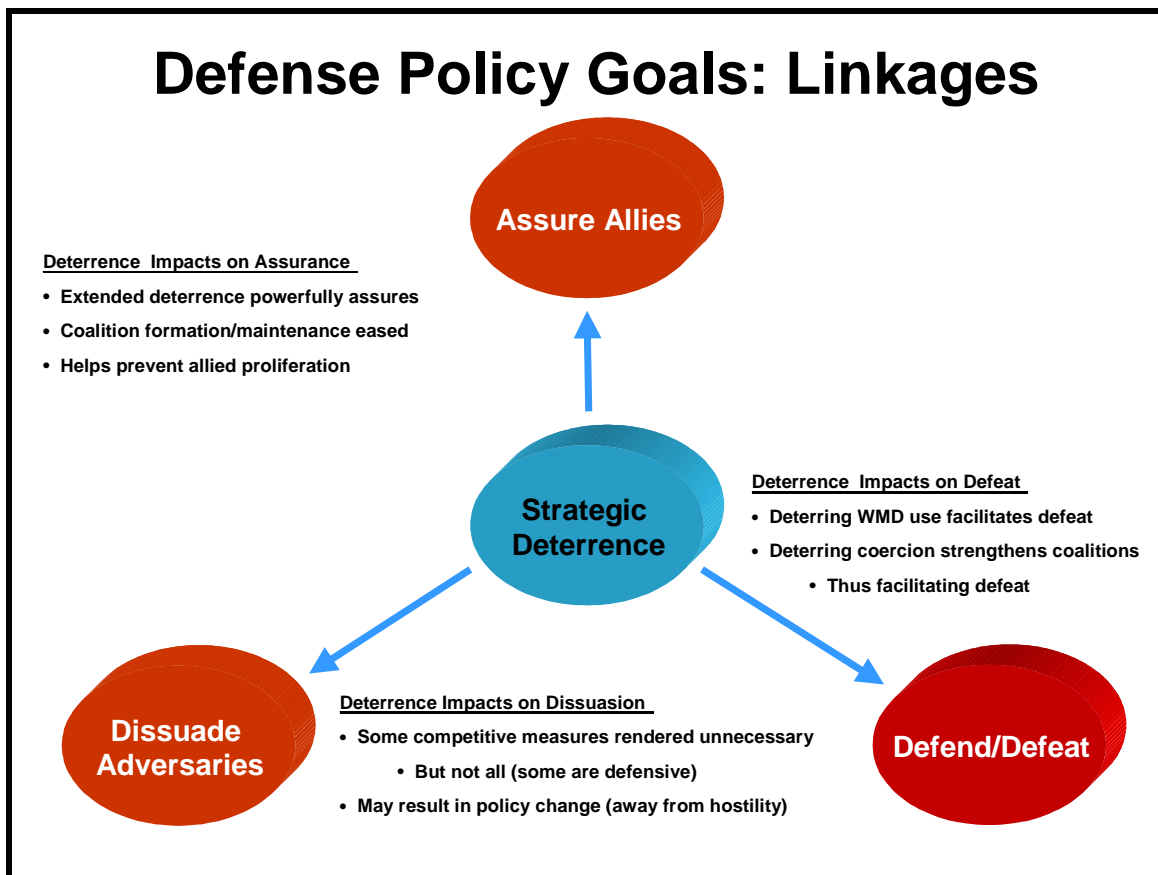 Defense Policy Goals: Linkages
Assure Allies
Deterrence Impacts on Assurance
• Extended deterrence powerfully assures
• Coalition formation/maintenance eased
• Helps prevent allied proliferation
Strategic
Deterrence
Deterrence Impacts on Defeat
• Deterring WMD use facilitates defeat
• Deterring coercion strengthens coalitions
• Thus facilitating defeat
Dissuade
Adversaries
Deterrence Impacts on Dissuasion
• Some competitive measures rendered unnecessary
• But not all (some are defensive)
• May result in policy change (away from hostility)
Defend/Defeat